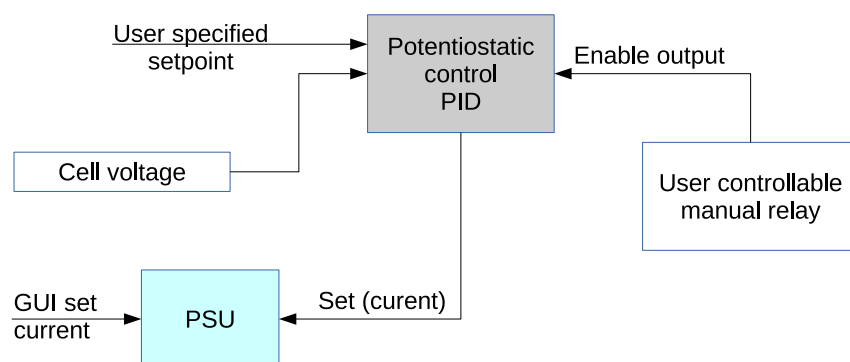 User specified
setpoint
Potentiostatic
control
PID
Enable output
Cell voltage
User controllable
manual relay
GUI set
current
PSU
Set (curent)